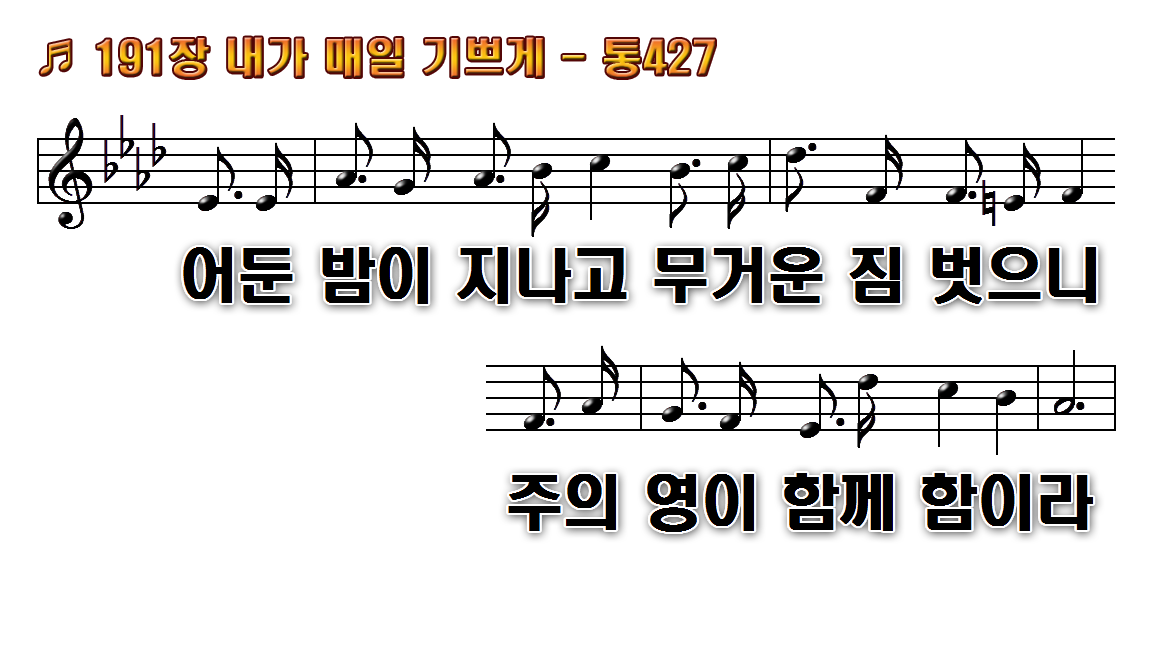 191장 내가 매일 기쁘게 - 통427
어둔 밤이 지나고 무거운 짐 벗으니
주의 영이 함께 함이라